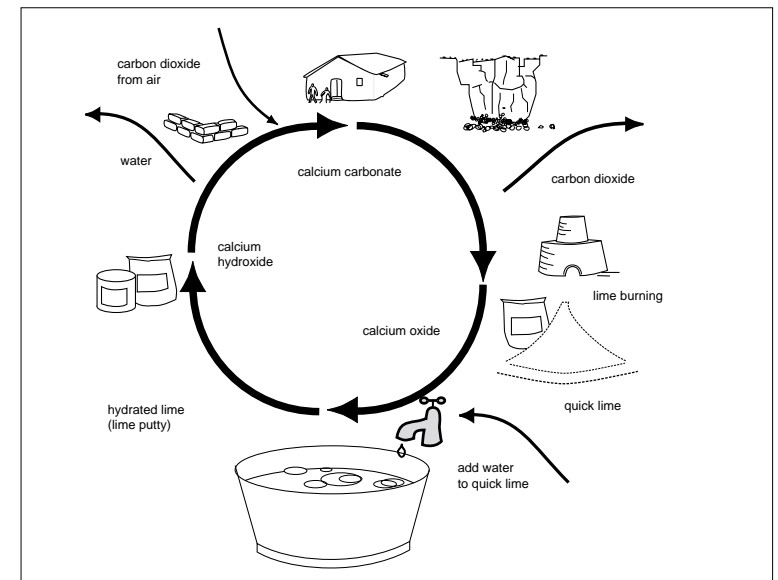 carbon dioxide
from air
water
calcium carbonate
carbon dioxide
calcium
hydroxide
lime burning
calcium oxide
quick lime
hydrated lime
(lime putty)
add water
to quick lime